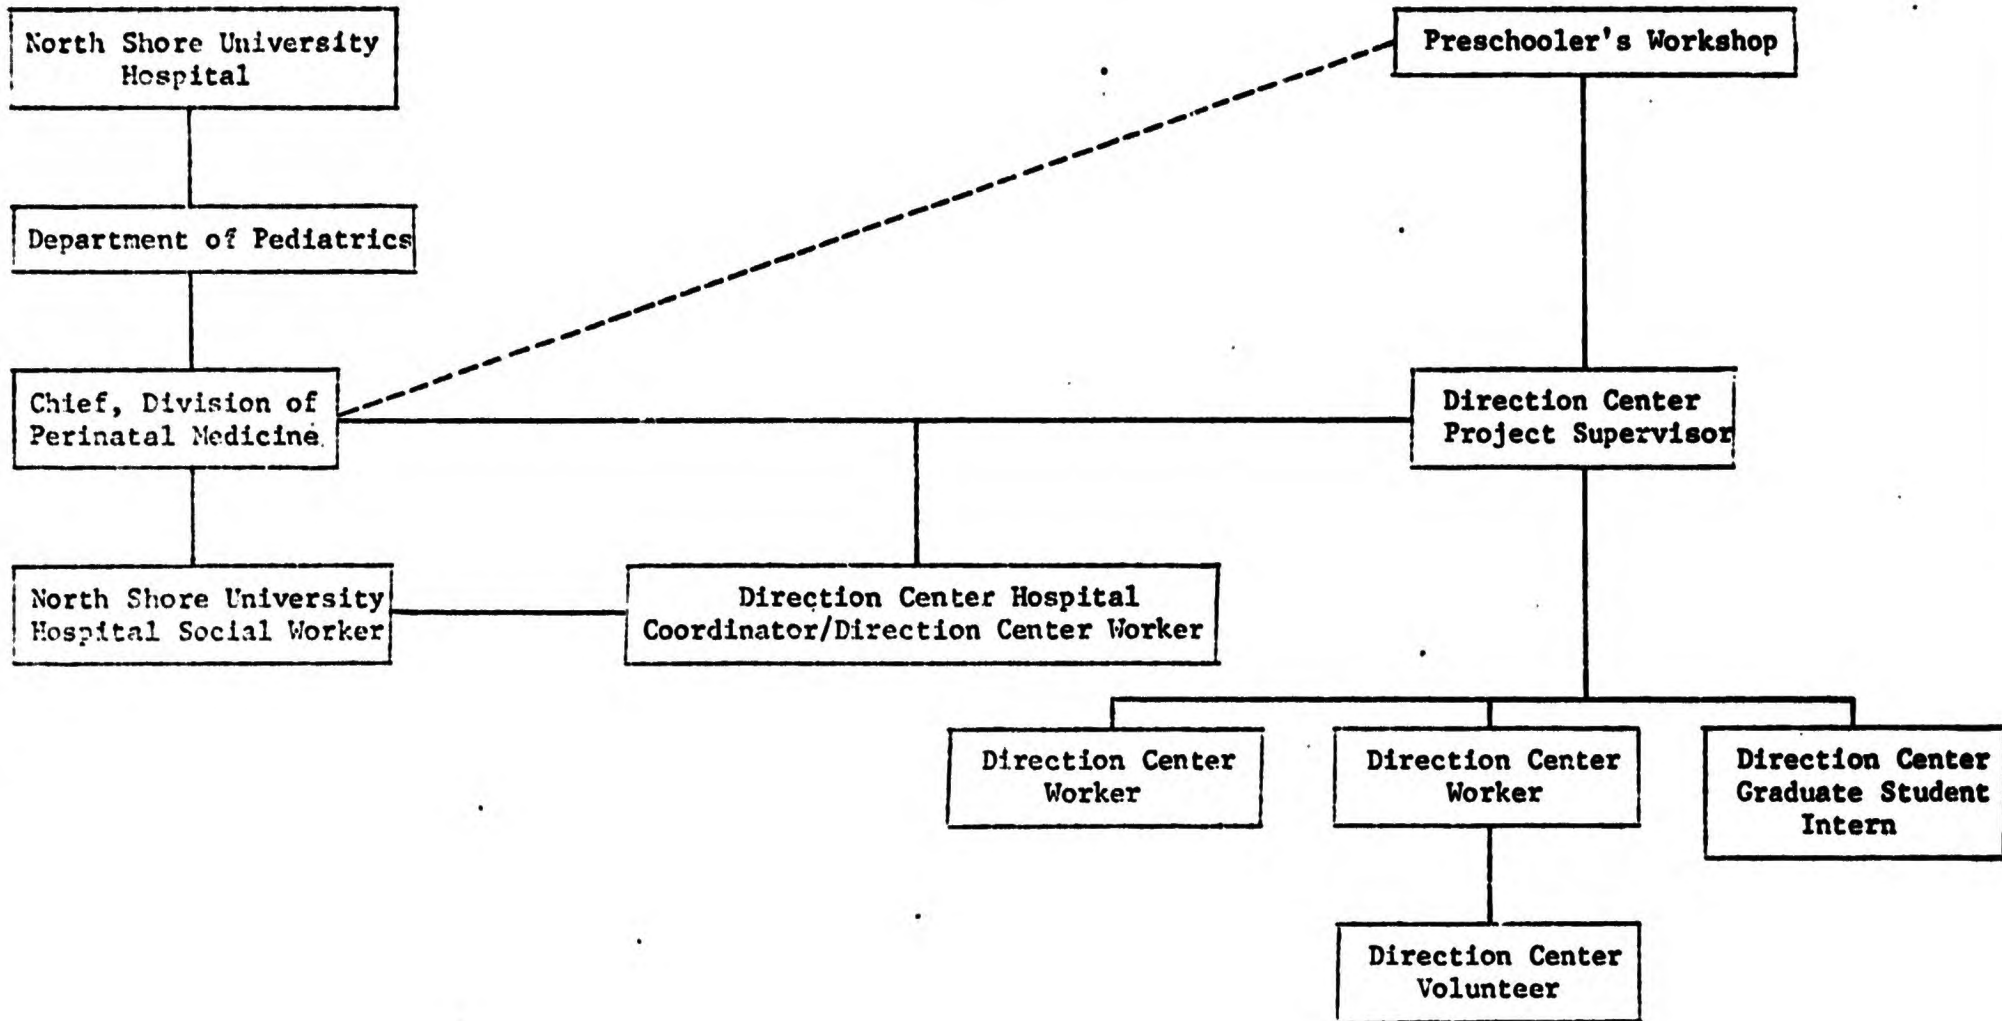 North Shore University
Hospital
Preschooler's Workshop
Department of Pediatrics
Chief, Division of
Perinatal Medicine
Direction Center
Project Supervisor
North Shore University
Hospital Social Worker
Direction Center Hospital
Coordinator/Direction Center Worker
Direction Center
Worker
Direction Center
Worker
Direction Center
Graduate Student
Intern
Direction Center
Volunteer